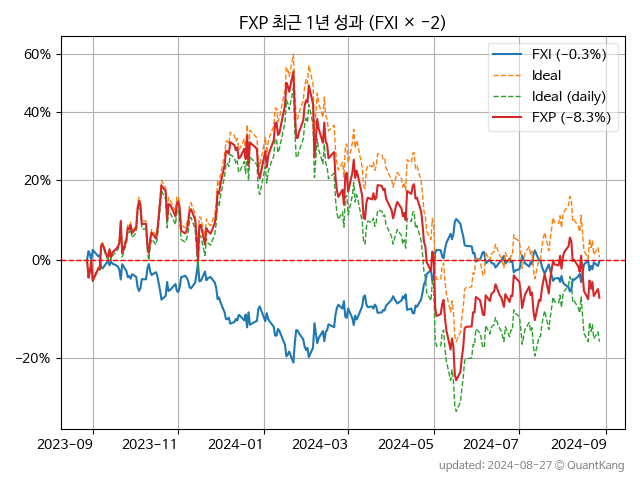 FXP 최근 1년 성과 (FXI × −2)
FXI (−0.3%)
Ideal
Ideal (daily)
FXP (−8.3%)
60%
40%
20%
0%
−20%
2023-09
2023-11
2024-01
2024-03
2024-05
2024-07
2024-09
updated: 2024-08-27 © QuantKang